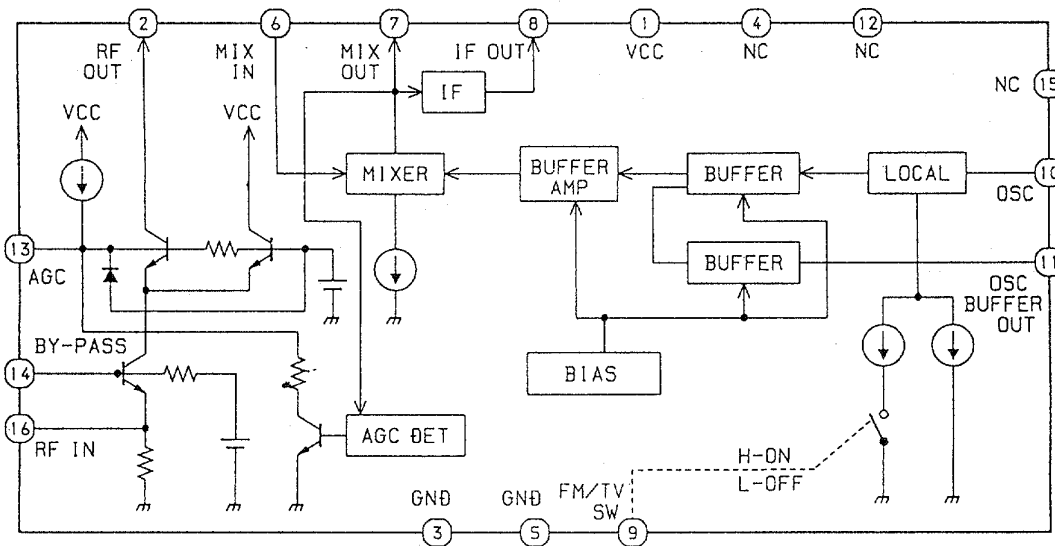 2 6 7 8 1 4 12
RF OUT
MIX IN
MIX OUT
IF OUT
VCC
NC
NC
NC 15
IF
VCC
VCC
MIXER
BUFFER AMP
BUFFER
LOCAL
10
OSC
13
AGC
BUFFER
11
OSC BUFFER OUT
BY-PASS
14
BIAS
16
RF IN
AGC DET
H-ON
L-OFF
GND
GND
FM/TV SW
3 5 9